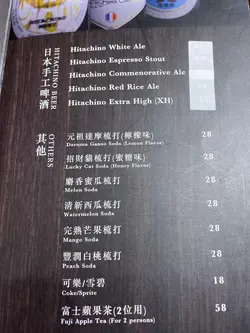 日本手工啤酒
HITACHINO BEER
Hitachino White Ale
Hitachino Espresso Stout
Hitachino Commemorative Ale
Hitachino Red Rice Ale
Hitachino Extra High (XH)
其他
OTHERS
元祖達摩梳打(檸檬味) 28
Daruma Ganso Soda (Lemon Flavor)
招財貓梳打(蜜糖味) 28
Lucky Cat Soda (Honey Flavor)
麝香蜜瓜梳打 28
Melon Soda
清新西瓜梳打 28
Watermelon Soda
完熟芒果梳打 28
Mango Soda
豐潤白桃梳打 28
Peach Soda
可樂/雪碧 18
Coke/Sprite
富士蘋果茶(2位用) 58
Fuji Apple Tea (For 2 persons)